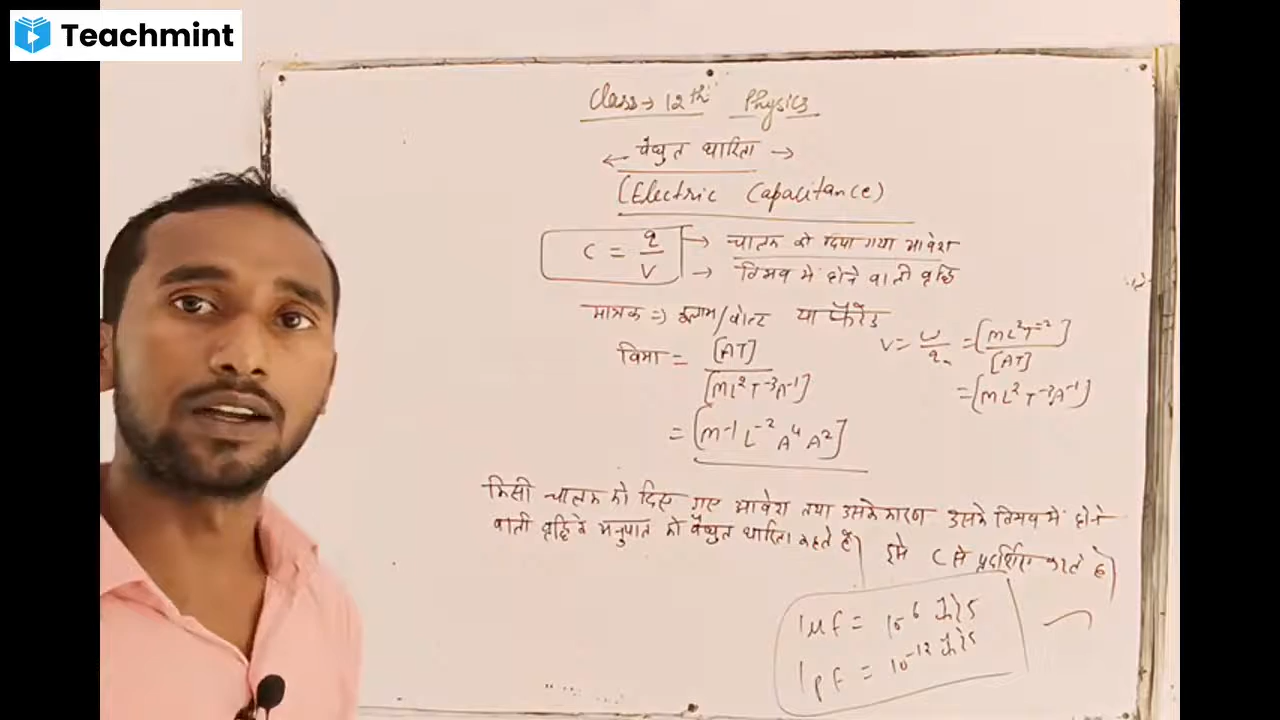 Teachmint
Class → 12th Physics
← वैद्युत धारिता →
(Electric Capacitance)
C = q/V → चालक को दिया गया आवेश
→ विभव में होने वाली वृद्धि
मात्रक ⇒ कूलाम/वोल्ट या फैरेड
V = W/q = [ML²T⁻²]/[AT]
विमा = [AT]/[ML²T⁻³A⁻¹]
= [ML²T⁻³A⁻¹]
= [M⁻¹L⁻²A⁴A²]
किसी चालक को दिए गए आवेश तथा उसके कारण उसके विभव में होने
वाली वृद्धि के अनुपात को वैद्युत धारिता कहते हैं। इसे C से प्रदर्शित करते हैं।
1μF = 10⁻⁶ फैरेड
1PF = 10⁻¹² फैरेड